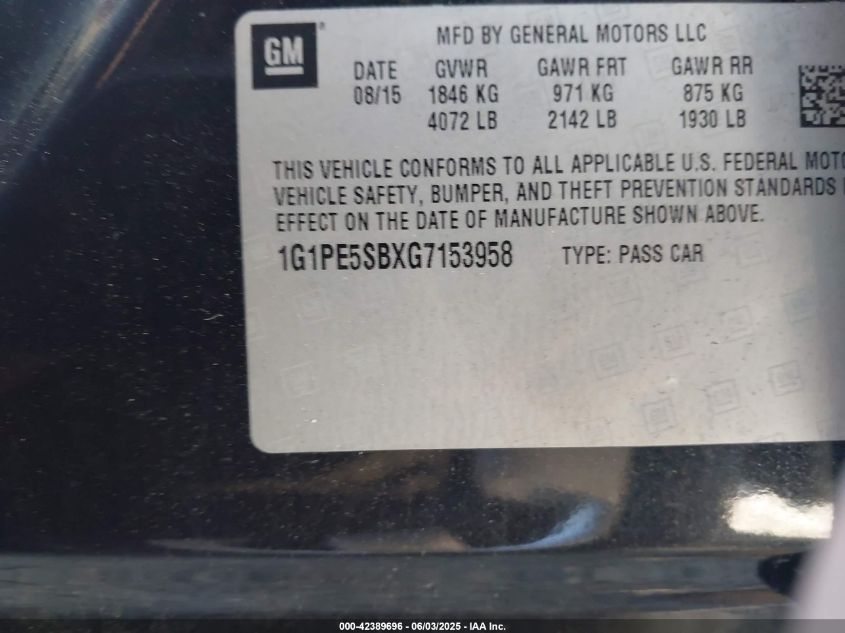 GM
MFD BY GENERAL MOTORS LLC
DATE GVWR GAWR FRT GAWR RR
08/15 1846 KG 971 KG 875 KG
4072 LB 2142 LB 1930 LB
THIS VEHICLE CONFORMS TO ALL APPLICABLE U.S. FEDERAL
VEHICLE SAFETY, BUMPER, AND THEFT PREVENTION STANDARDS
EFFECT ON THE DATE OF MANUFACTURE SHOWN ABOVE.
1G1PE5SBXG7153958 TYPE: PASS CAR
000-42389696 - 06/03/2025 - IAA Inc.